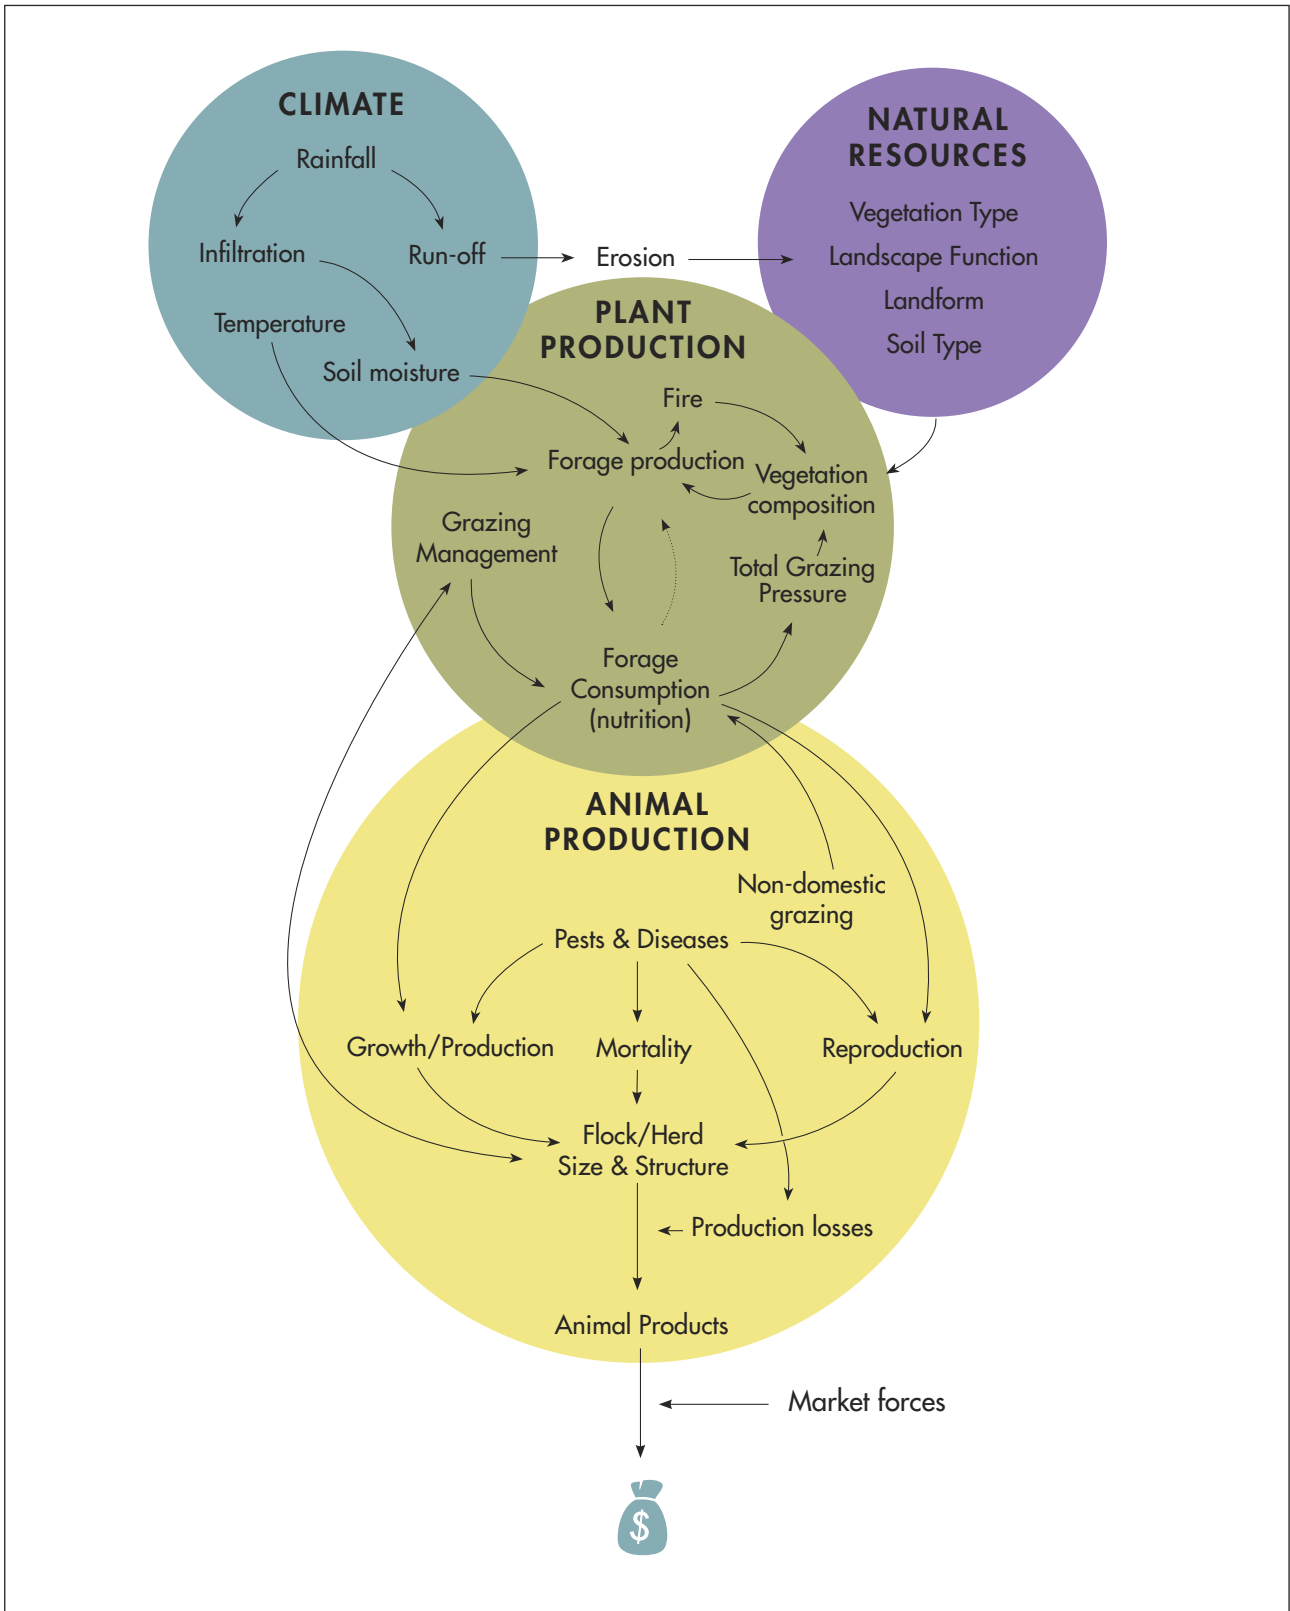 CLIMATE
Rainfall
Infiltration
Run-off
Temperature
Soil moisture
Erosion
NATURAL
RESOURCES
Vegetation Type
Landscape Function
Landform
Soil Type
PLANT
PRODUCTION
Fire
Forage production
Vegetation
composition
Grazing
Management
Total Grazing
Pressure
Forage
Consumption
(nutrition)
ANIMAL
PRODUCTION
Non-domestic
grazing
Pests & Diseases
Growth/Production
Mortality
Reproduction
Flock/Herd
Size & Structure
Production losses
Animal Products
Market forces
$